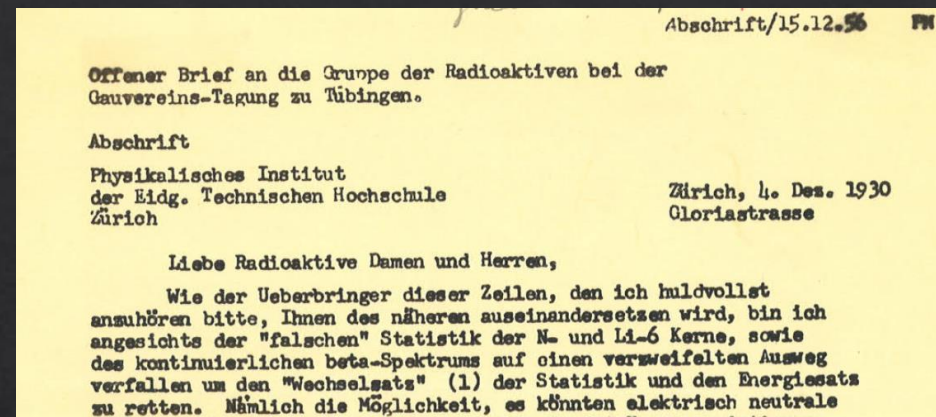 Abschrift/15.12.56 PM
Offener Brief an die Gruppe der Radioaktiven bei der
Gauvereins-Tagung zu Tübingen.
Abschrift
Physikalisches Institut
der Eidg. Technischen Hochschule
Zürich
Zürich, 4. Des. 1930
Gloriastrasse
Liebe Radioaktive Damen und Herren,
Wie der Ueberbringer dieser Zeilen, den ich huldvollst
anzuhören bitte, Ihnen des näheren auseinandersetzen wird, bin ich
angesichts der "falschen" Statistik der N- und Li-6 Kerne, sowie
des kontinuierlichen beta-Spektrums auf einen verzweifelten Ausweg
verfallen um den "Wechselsatz" (1) der Statistik und den Energiesatz
zu retten. Nämlich die Möglichkeit, es könnten elektrisch neutrale